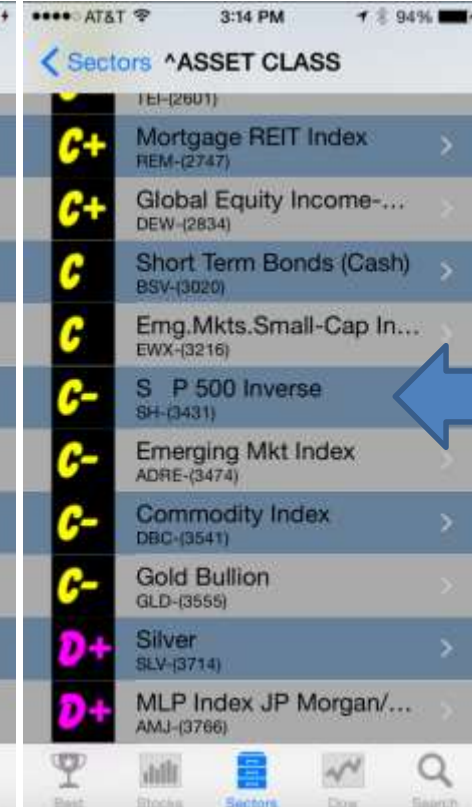 AT&T 3:14 PM 94%
Sectors ^ASSET CLASS
TEI-(2601)
C+ Mortgage REIT Index
REM-(2747)
C+ Global Equity Income-...
DEW-(2834)
C Short Term Bonds (Cash)
BSV-(3020)
C Emg.Mkts.Small-Cap In...
EWX-(3216)
C- S P 500 Inverse
SH-(3431)
C- Emerging Mkt Index
ADRE-(3474)
C- Commodity Index
DBC-(3541)
C- Gold Bullion
GLD-(3555)
D+ Silver
SLV-(3714)
D+ MLP Index JP Morgan/...
AMJ-(3766)
Best Stocks Sectors Dow Search